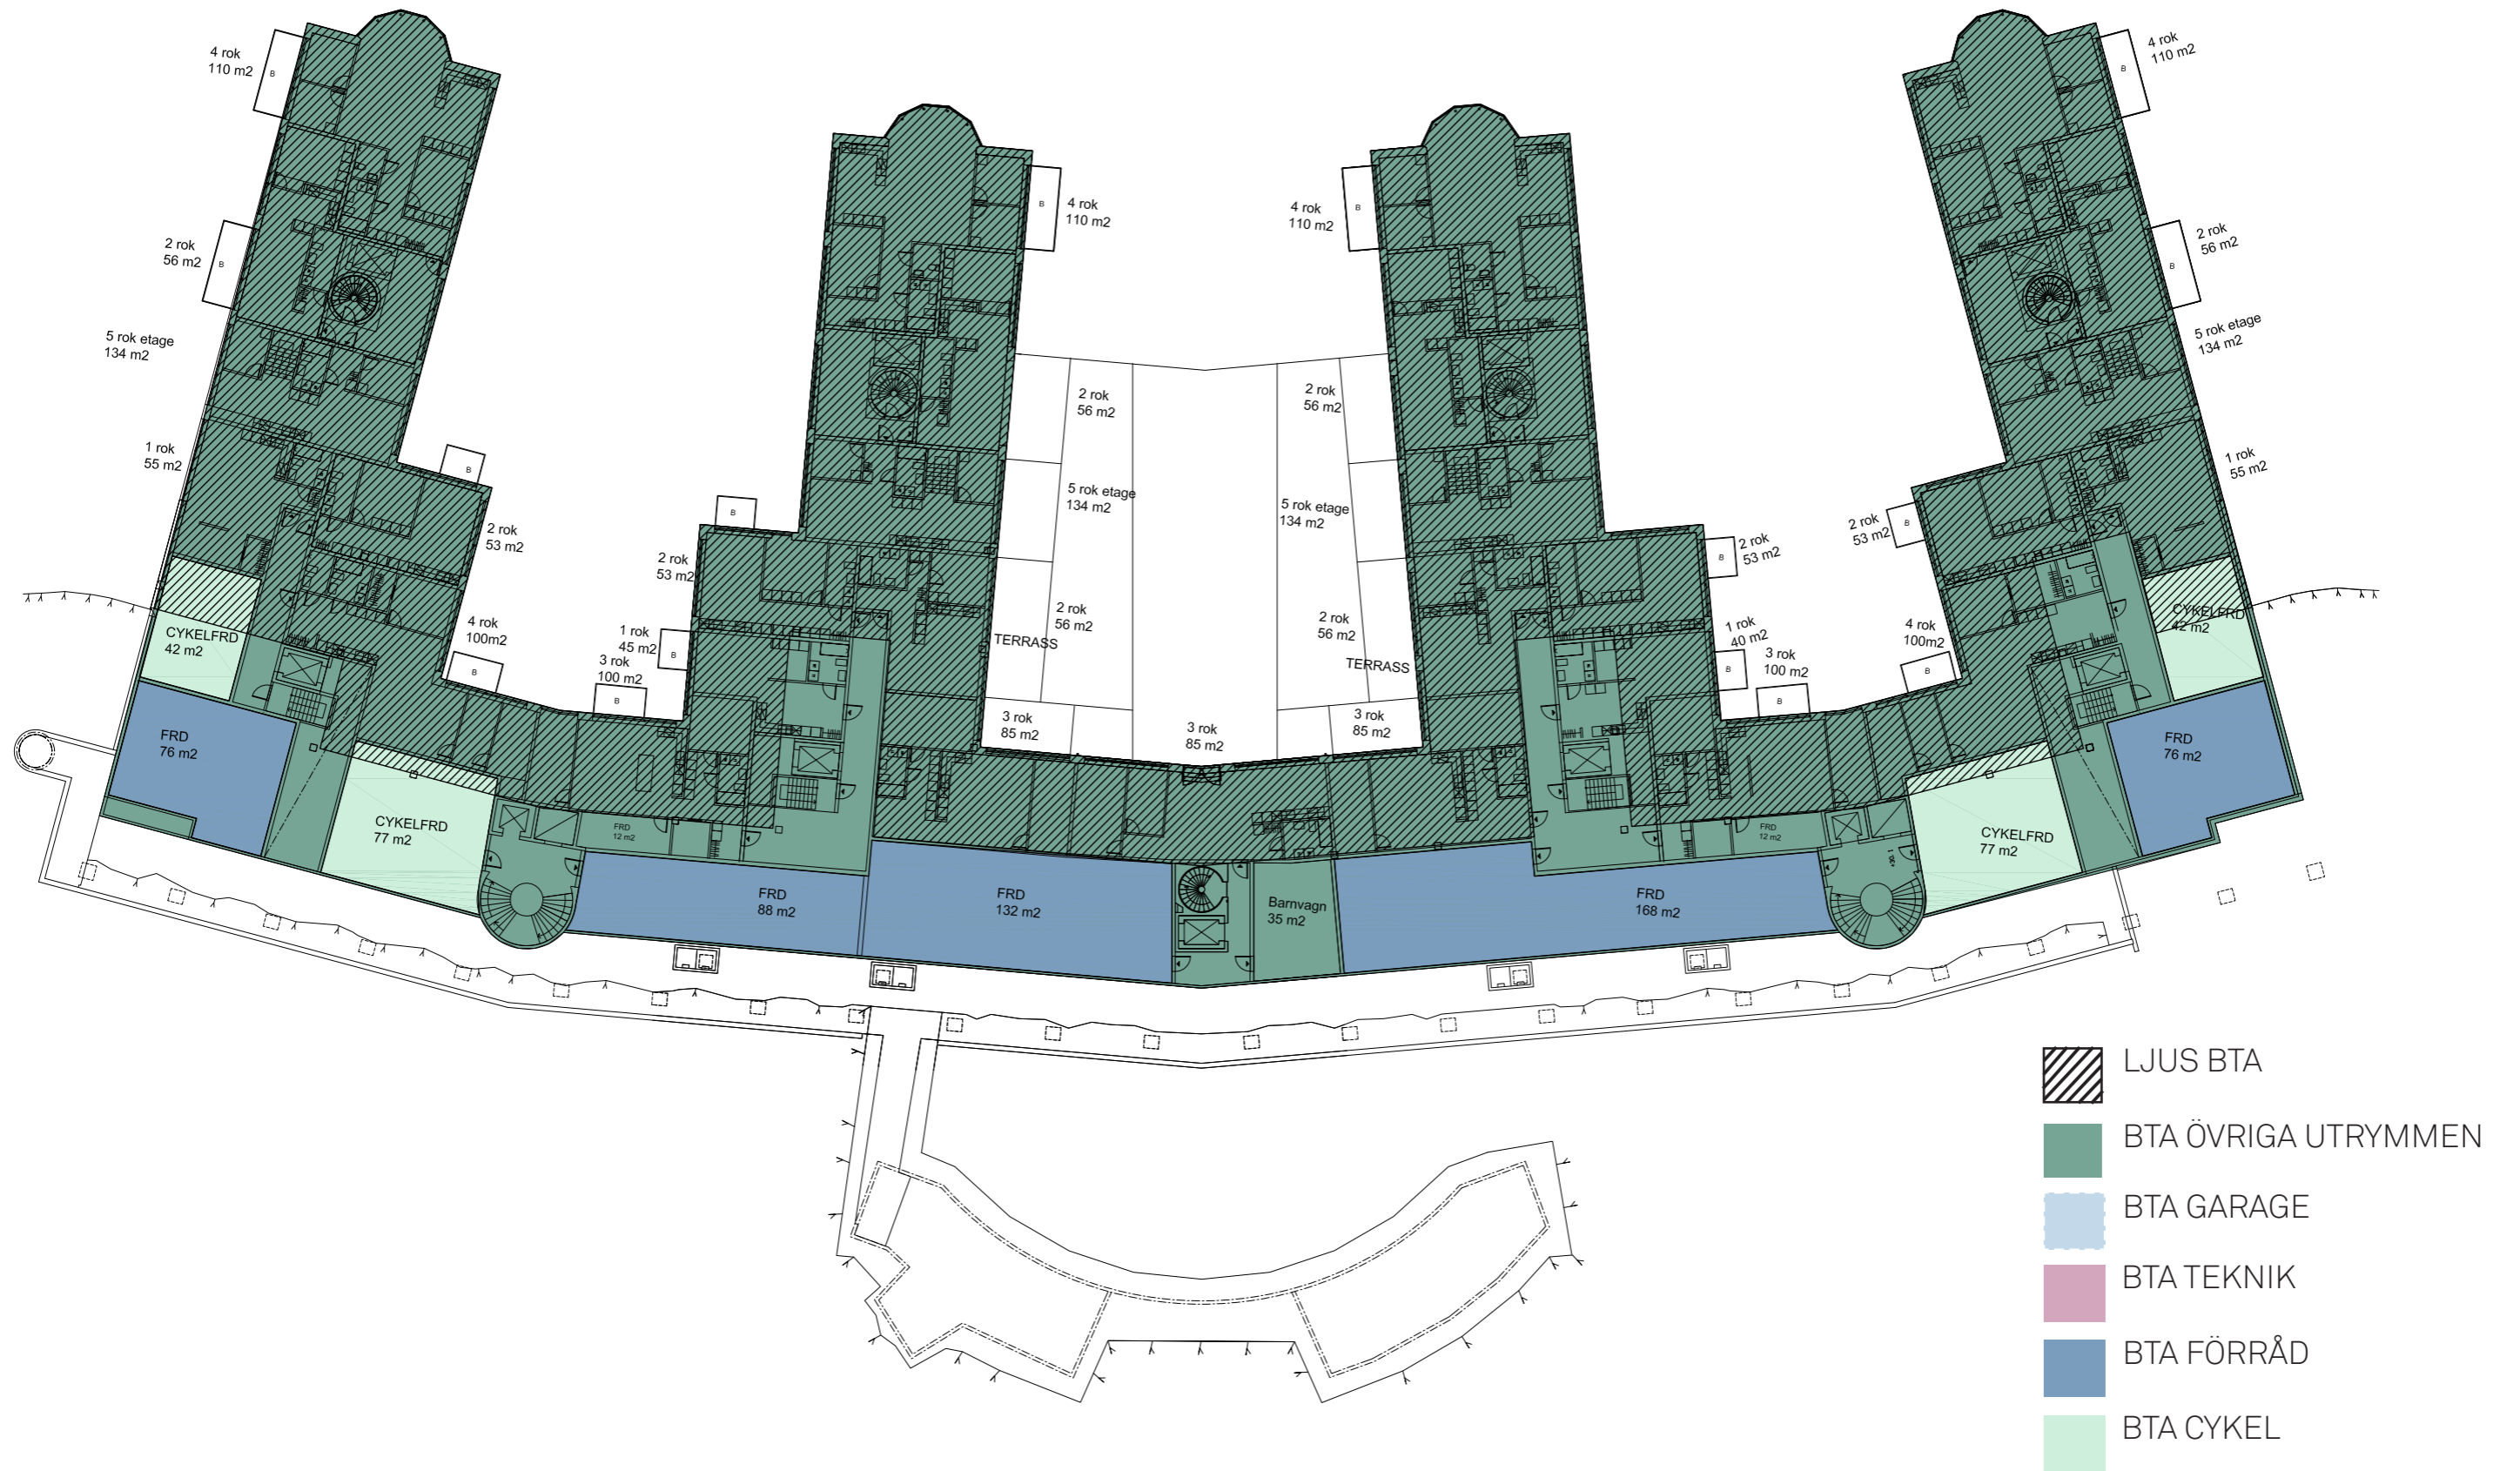 4 rok
110 m2
B
2 rok
56 m2
B
5 rok etage
134 m2
1 rok
55 m2
B
2 rok
53 m2
CYKELFRD
42 m2
4 rok
100m2
B
FRD
76 m2
CYKELFRD
77 m2
B
4 rok
110 m2
B
2 rok
53 m2
1 rok
45 m2
B
3 rok
100 m2
B
FRD
12 m2
2 rok
56 m2
5 rok etage
134 m2
2 rok
56 m2
TERRASS
3 rok
85 m2
3 rok
85 m2
3 rok
85 m2
4 rok
110 m2
B
2 rok
56 m2
5 rok etage
134 m2
2 rok
56 m2
TERRASS
B
2 rok
53 m2
1 rok
40 m2
B
3 rok
100 m2
B
FRD
12 m2
4 rok
110 m2
B
2 rok
56 m2
B
5 rok etage
134 m2
1 rok
55 m2
2 rok
53 m2
B
4 rok
100m2
B
CYKELFRD
42 m2
FRD
76 m2
CYKELFRD
77 m2
FRD
88 m2
FRD
132 m2
Barnvagn
35 m2
FRD
168 m2
LJUS BTA
BTA ÖVRIGA UTRYMMEN
BTA GARAGE
BTA TEKNIK
BTA FÖRRÅD
BTA CYKEL